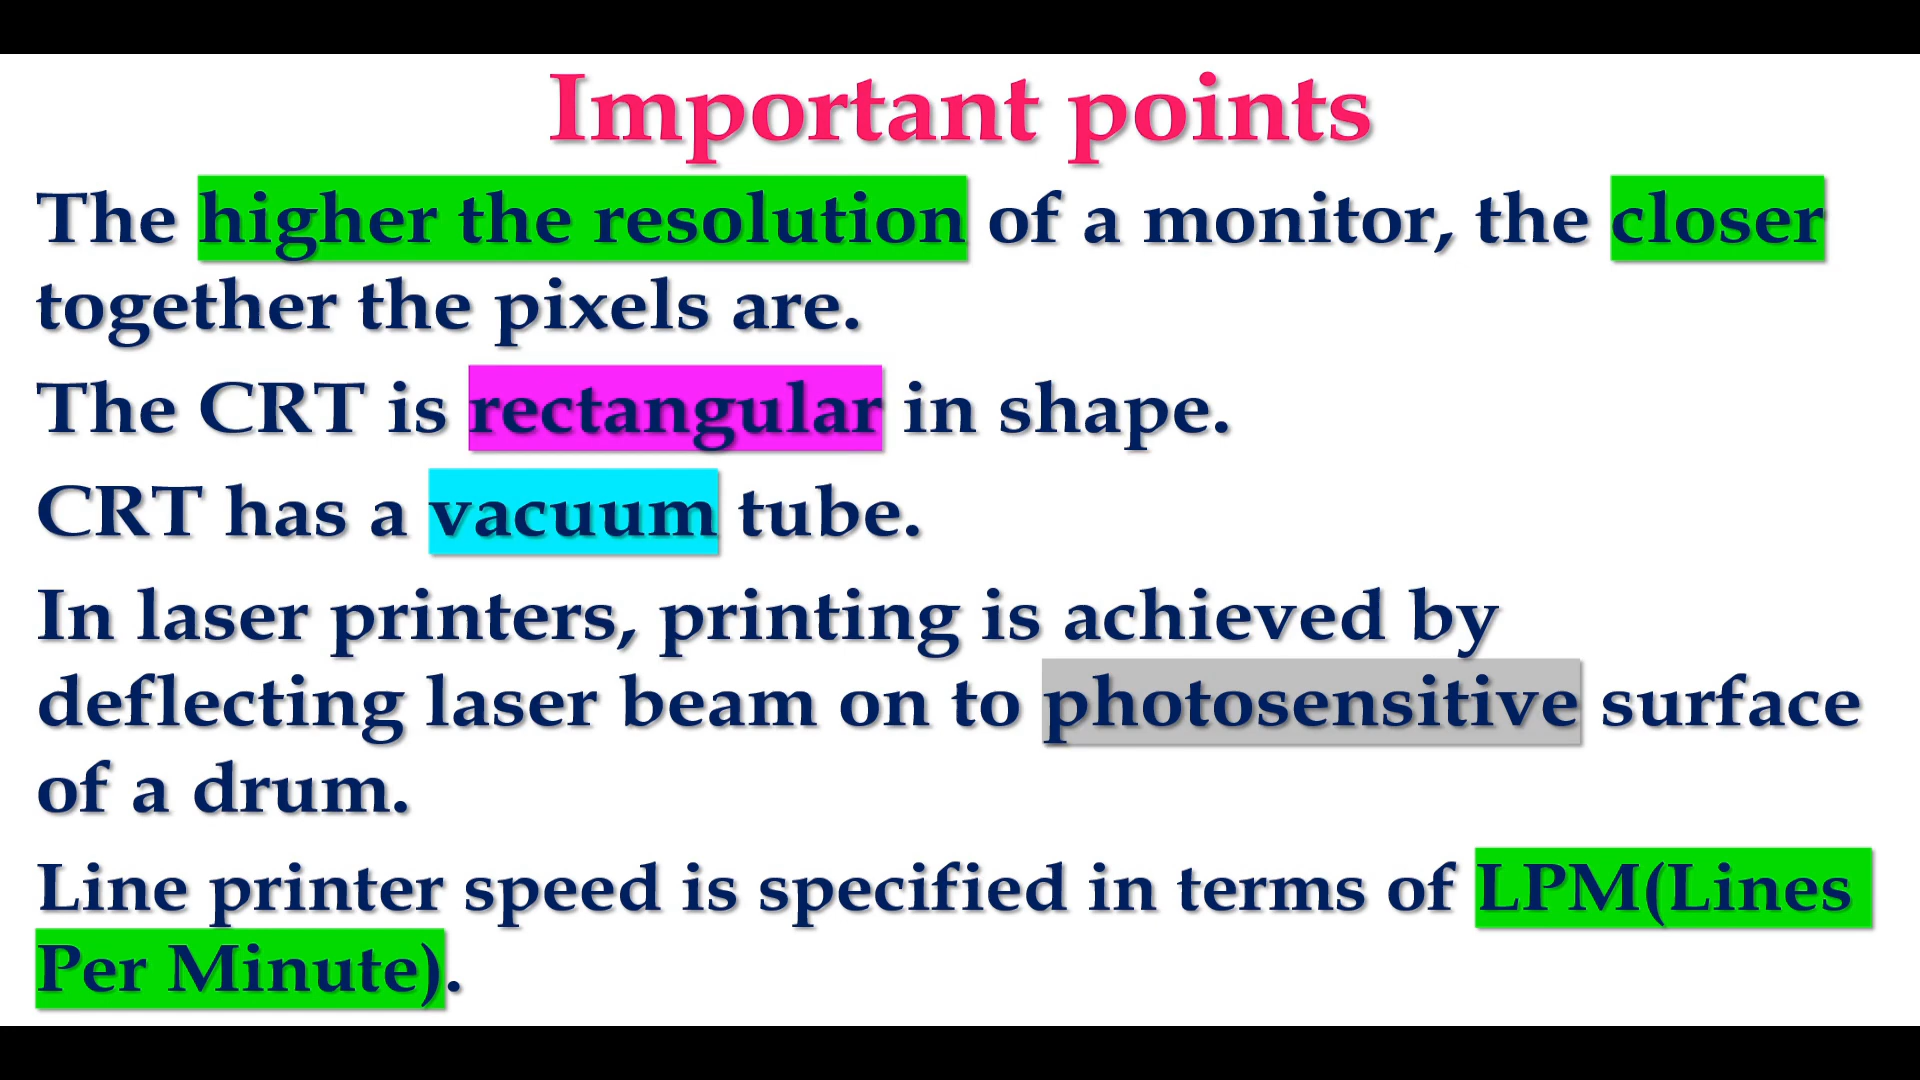 Important points
The higher the resolution of a monitor, the closer
together the pixels are.
The CRT is rectangular in shape.
CRT has a vacuum tube.
In laser printers, printing is achieved by
deflecting laser beam on to photosensitive surface
of a drum.
Line printer speed is specified in terms of LPM(Lines
Per Minute).